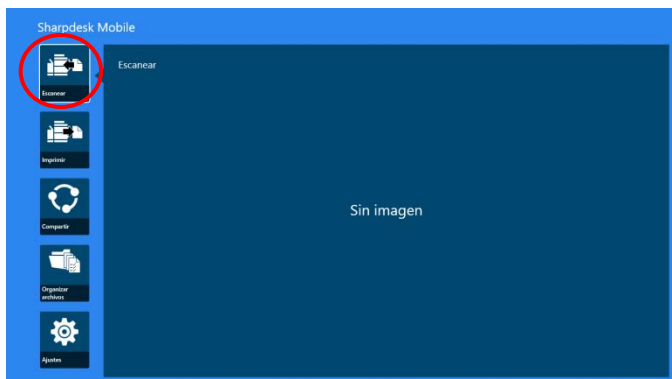 Sharpdesk Mobile
Escanear
Escanear
Imprimir
Sin imagen
Compartir
Organizar
archivos
Ajustes